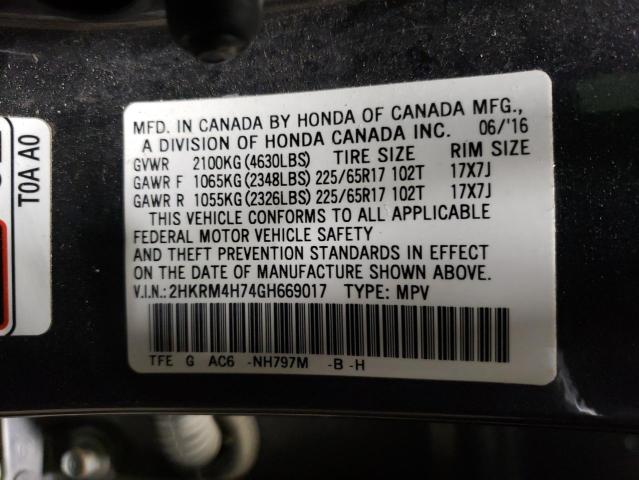 MFD. IN CANADA BY HONDA OF CANADA MFG.,
A DIVISION OF HONDA CANADA INC. 06/'16
GVWR 2100KG (4630LBS) TIRE SIZE RIM SIZE
GAWR F 1065KG (2348LBS) 225/65R17 102T 17X7J
GAWR R 1055KG (2326LBS) 225/65R17 102T 17X7J
THIS VEHICLE CONFORMS TO ALL APPLICABLE
FEDERAL MOTOR VEHICLE SAFETY
AND THEFT PREVENTION STANDARDS IN EFFECT
ON THE DATE OF MANUFACTURE SHOWN ABOVE.
V.I.N.:2HKRM4H74GH669017 TYPE: MPV
TFE G AC6 -NH797M -B -H
T0A A0